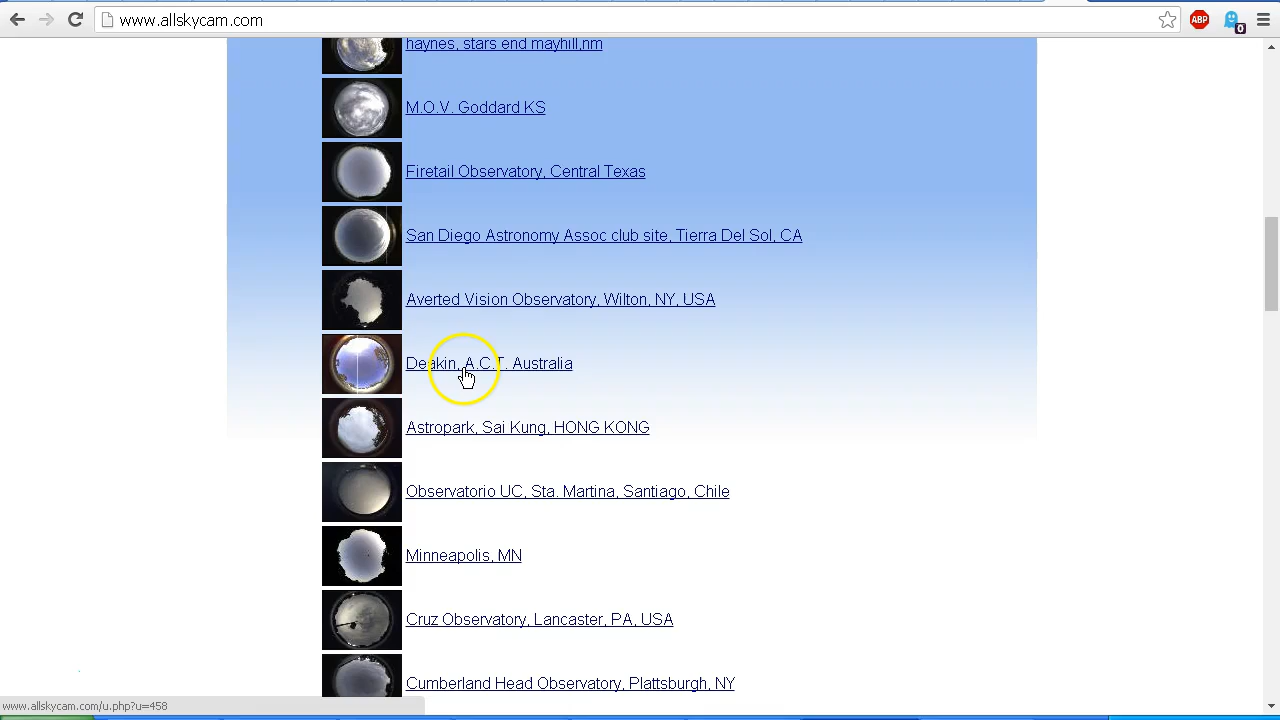 www.allskycam.com
ABP
0
haynes, stars end mayhill,nm
M.O.V. Goddard KS
Firetail Observatory, Central Texas
San Diego Astronomy Assoc club site, Tierra Del Sol, CA
Averted Vision Observatory, Wilton, NY, USA
Deakin, A.C.T. Australia
Astropark, Sai Kung, HONG KONG
Observatorio UC, Sta. Martina, Santiago, Chile
Minneapolis, MN
Cruz Observatory, Lancaster, PA, USA
Cumberland Head Observatory, Plattsburgh, NY
www.allskycam.com/u.php?u=458